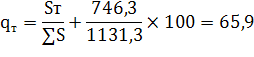 qт = Sт/∑S + 746,3/1131,3 × 100 = 65,9